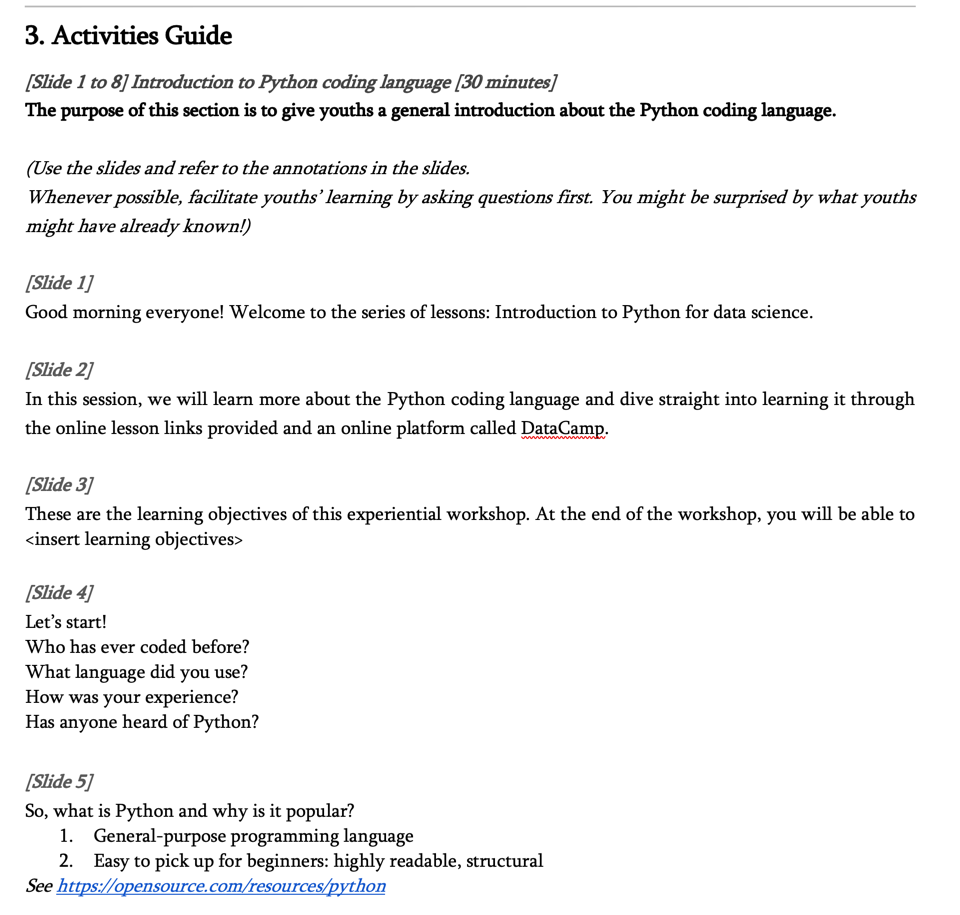 3. Activities Guide
[Slide 1 to 8] Introduction to Python coding language [30 minutes]
The purpose of this section is to give youths a general introduction about the Python coding language.
(Use the slides and refer to the annotations in the slides.
Whenever possible, facilitate youths’ learning by asking questions first. You might be surprised by what youths
might have already known!)
[Slide 1]
Good morning everyone! Welcome to the series of lessons: Introduction to Python for data science.
[Slide 2]
In this session, we will learn more about the Python coding language and dive straight into learning it through
the online lesson links provided and an online platform called DataCamp.
[Slide 3]
These are the learning objectives of this experiential workshop. At the end of the workshop, you will be able to
<insert learning objectives>
[Slide 4]
Let’s start!
Who has ever coded before?
What language did you use?
How was your experience?
Has anyone heard of Python?
[Slide 5]
So, what is Python and why is it popular?
1. General-purpose programming language
2. Easy to pick up for beginners: highly readable, structural
See https://opensource.com/resources/python